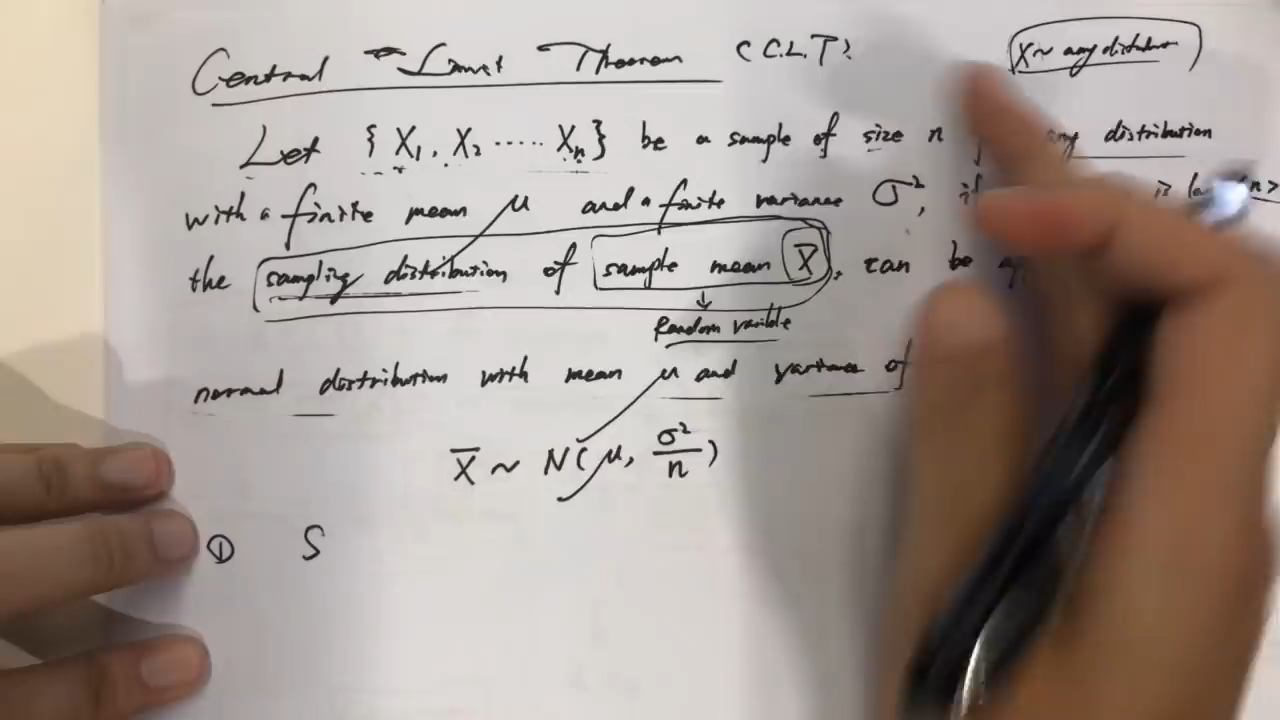 Central Limit Theorem (C.L.T)
X ~ any distribution
Let {X₁, X₂ ..... Xₙ} be a sample of size n any distribution
with a finite mean μ and a finite variance σ², if is n >
the sampling distribution of sample mean X̅, can be
Random variable
normal distribution with mean μ and variance of
X̅ ~ N(μ, σ²/n)
① S